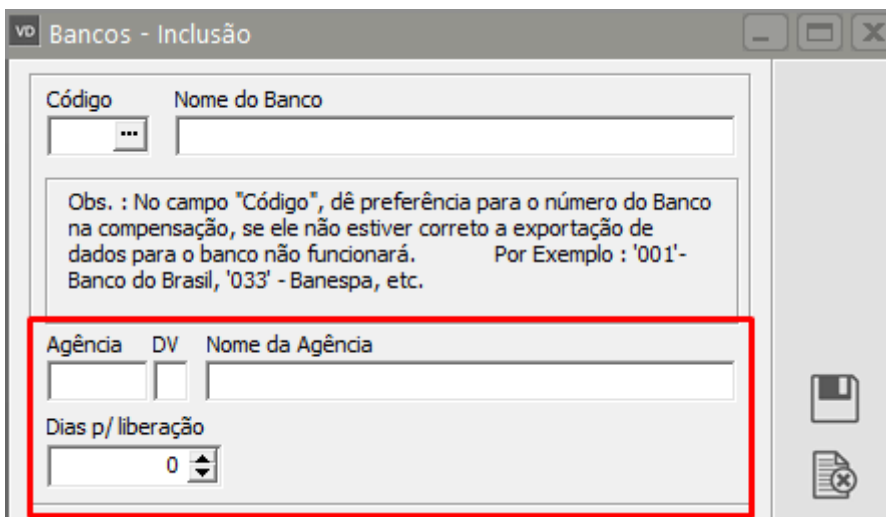 VD Bancos - Inclusão
Código Nome do Banco
...
Obs. : No campo "Código", dê preferência para o número do Banco
na compensação, se ele não estiver correto a exportação de
dados para o banco não funcionará. Por Exemplo : '001'-
Banco do Brasil, '033' - Banespa, etc.
Agência DV Nome da Agência
Dias p/ liberação
0